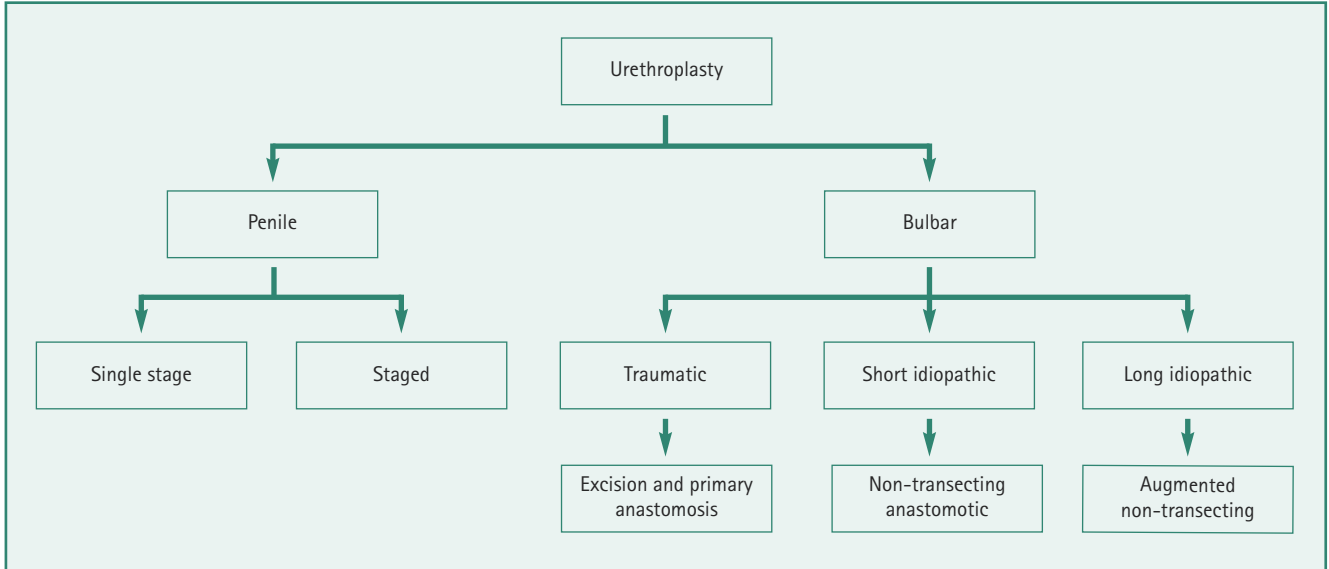 Urethroplasty
Penile
Bulbar
Single stage
Staged
Traumatic
Short idiopathic
Long idiopathic
Excision and primary
anastomosis
Non-transecting
anastomotic
Augmented
non-transecting